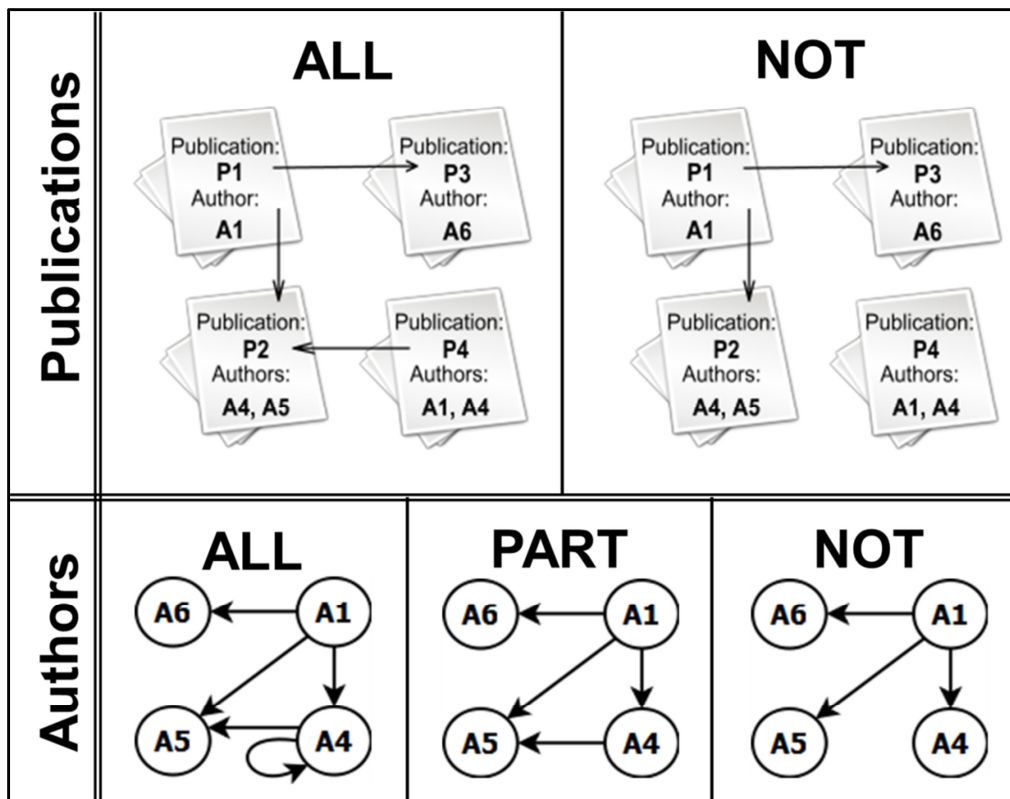 Publications
ALL
Publication:
P1
Author:
A1
Publication:
P3
Author:
A6
Publication:
P2
Authors:
A4, A5
Publication:
P4
Authors:
A1, A4
NOT
Publication:
P1
Author:
A1
Publication:
P3
Author:
A6
Publication:
P2
Authors:
A4, A5
Publication:
P4
Authors:
A1, A4
Authors
ALL
A6
A1
A5
A4
PART
A6
A1
A5
A4
NOT
A6
A1
A5
A4